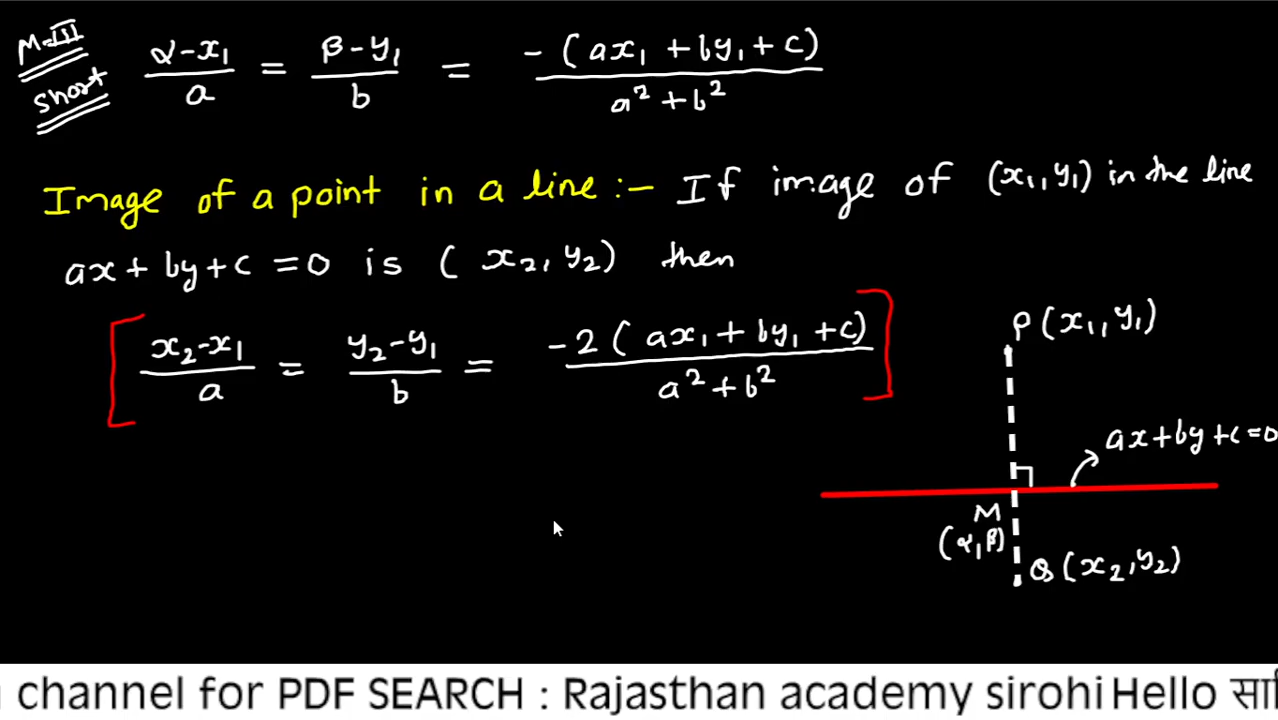 M-III
Short
α-x₁/a = β-y₁/b = -(ax₁+by₁+c)/a²+b²
Image of a point in a line :- If image of (x₁,y₁) in the line
ax+by+c=0 is (x₂,y₂) then
[x₂-x₁/a = y₂-y₁/b = -2(ax₁+by₁+c)/a²+b²]
P(x₁,y₁)
ax+by+c=0
M
(α,β)
Q(x₂,y₂)
channel for PDF SEARCH : Rajasthan academy sirohi Hello